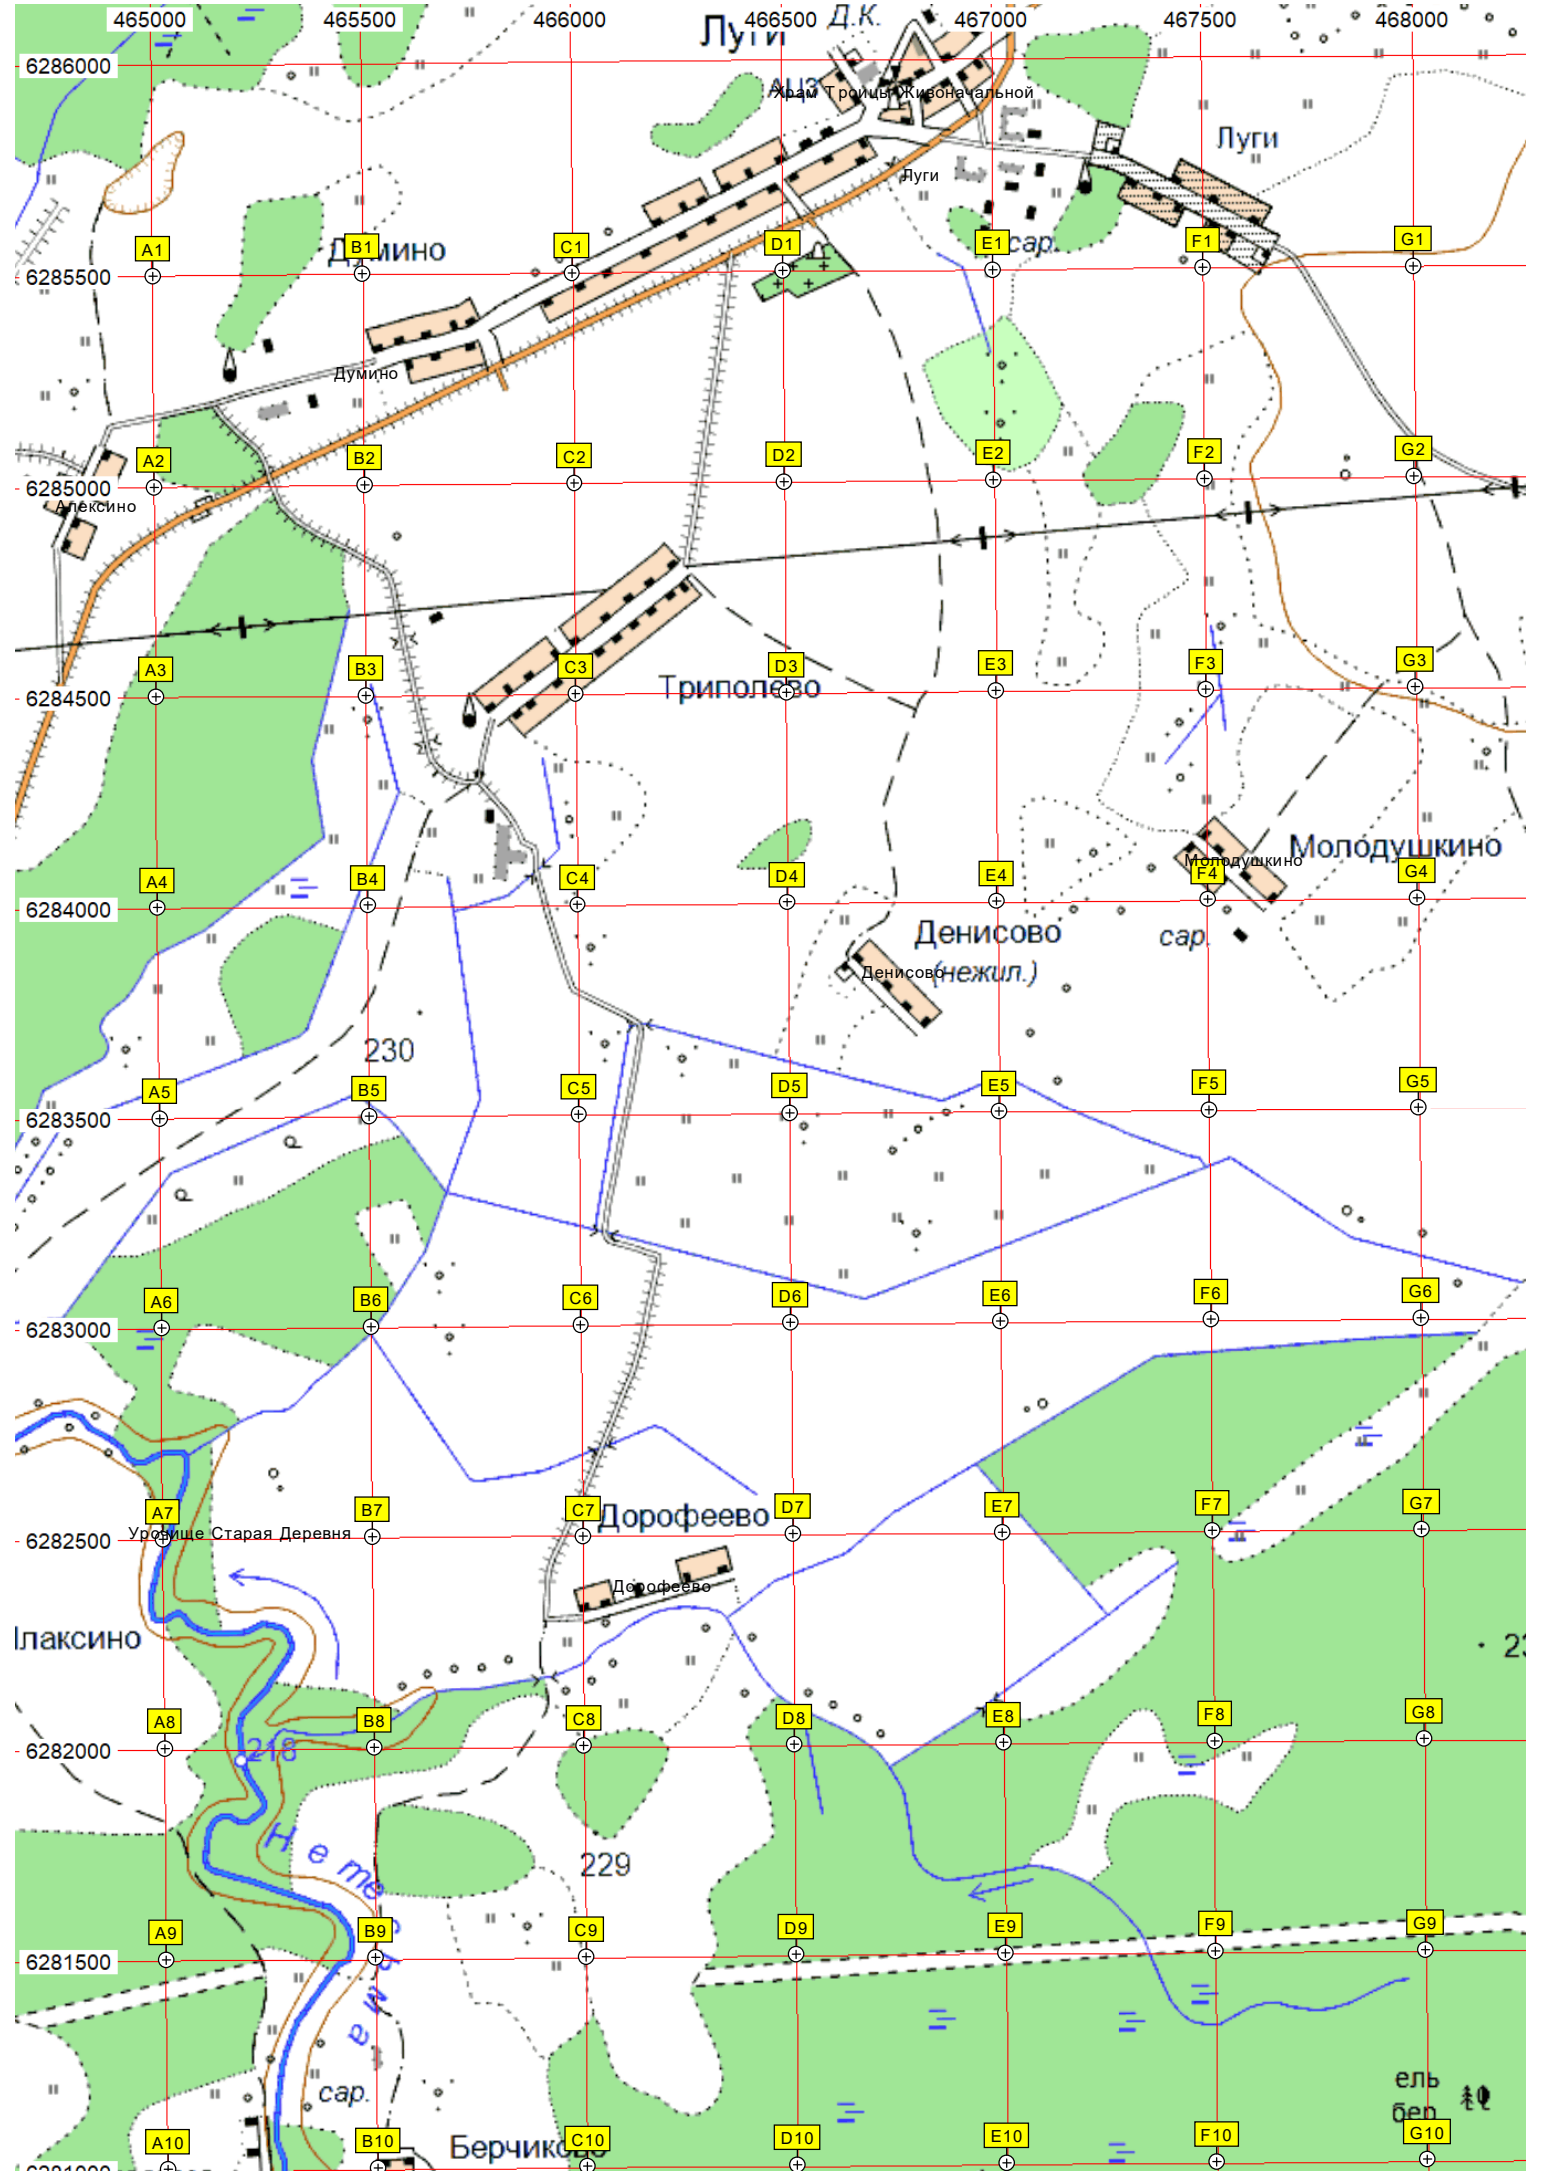 465000 465500 466000 466500 467000 467500 468000
Луги Д.К.
6286000
АЦЗ
Храм Троицы Живоначальной
Луги
Луги
A1 B1 C1 D1 E1 F1 G1
Думино
сар.
6285500
Думино
A2 B2 C2 D2 E2 F2 G2
6285000
Алексино
A3 B3 C3 D3 E3 F3 G3
Триполево
6284500
Молодушкино
Молодушкино
A4 B4 C4 D4 E4 F4 G4
6284000
Денисово
сар.
Денисово
(нежил.)
230
A5 B5 C5 D5 E5 F5 G5
6283500
A6 B6 C6 D6 E6 F6 G6
6283000
A7 B7 C7 D7 E7 F7 G7
Дорофеево
Урочище Старая Деревня
6282500
Дорофеево
лаксино
A8 B8 C8 D8 E8 F8 G8
6282000
218
229
A9 B9 C9 D9 E9 F9 G9
6281500
сар.
ель
бер.
A10 B10 C10 D10 E10 F10 G10
Берчиково
6281000